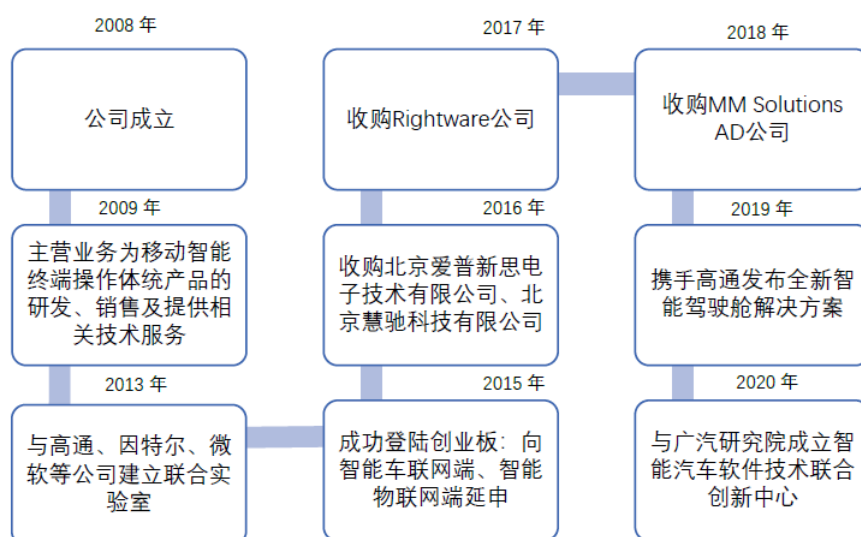 2008 年
公司成立
2009 年
主营业务为移动智能
终端操作体统产品的
研发、销售及提供相
关技术服务
2013 年
与高通、因特尔、微
软等公司建立联合实
验室
2015 年
成功登陆创业板：向
智能车联网端、智能
物联网端延申
2016 年
收购北京爱普新思电
子技术有限公司、北
京慧驰科技有限公司
2017 年
收购Rightware公司
2018 年
收购MM Solutions
AD公司
2019 年
携手高通发布全新智
能驾驶舱解决方案
2020 年
与广汽研究院成立智
能汽车软件技术联合
创新中心